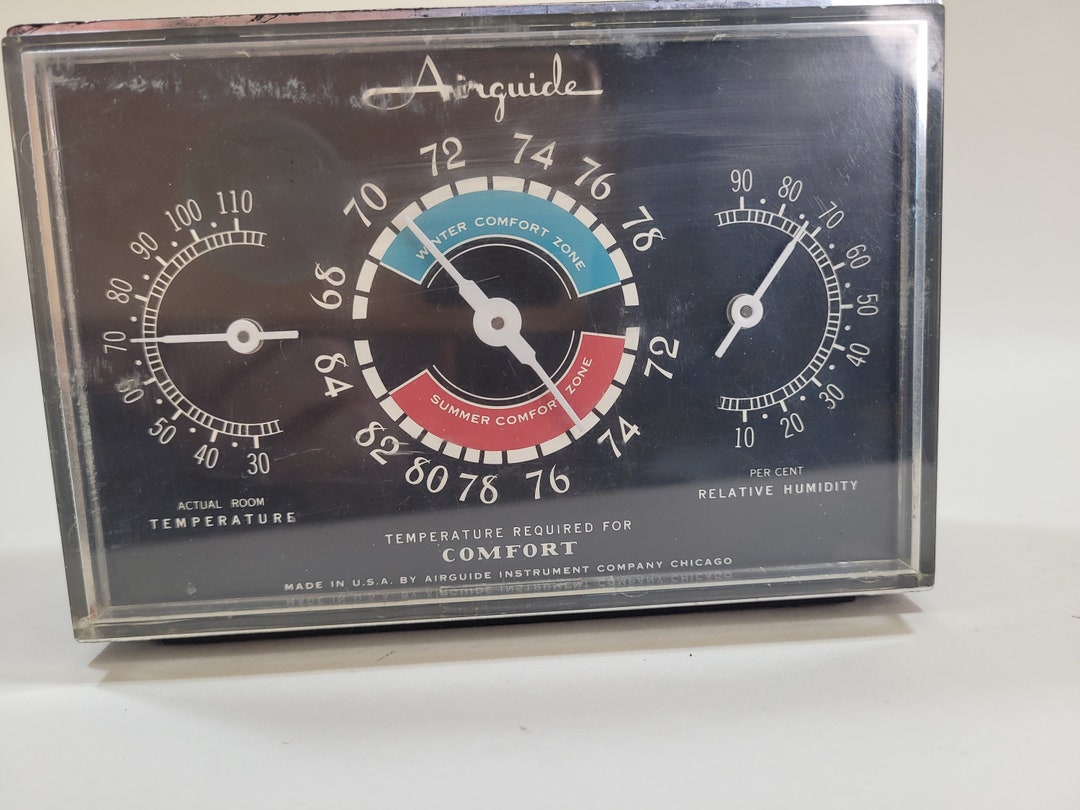 Airguide
72 74 76
70 78
68
WINTER COMFORT ZONE
110
100
90
80
70
60
50
40
30
90
80
70
60
50
40
30
20
10
84 72
82 74
80 78 76
SUMMER COMFORT ZONE
ACTUAL ROOM
TEMPERATURE
PER CENT
RELATIVE HUMIDITY
TEMPERATURE REQUIRED FOR
COMFORT
MADE IN U.S.A. BY AIRGUIDE INSTRUMENT COMPANY CHICAGO